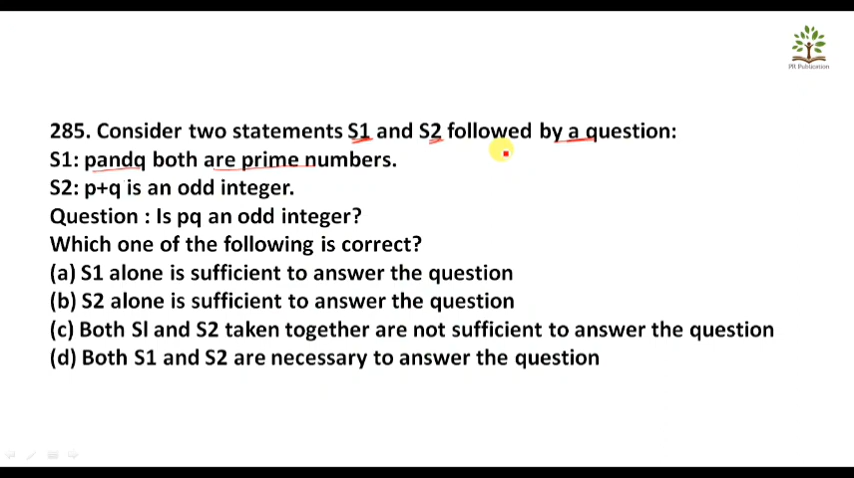 PR Publication
285. Consider two statements S1 and S2 followed by a question:
S1: pandq both are prime numbers.
S2: p+q is an odd integer.
Question : Is pq an odd integer?
Which one of the following is correct?
(a) S1 alone is sufficient to answer the question
(b) S2 alone is sufficient to answer the question
(c) Both Sl and S2 taken together are not sufficient to answer the question
(d) Both S1 and S2 are necessary to answer the question